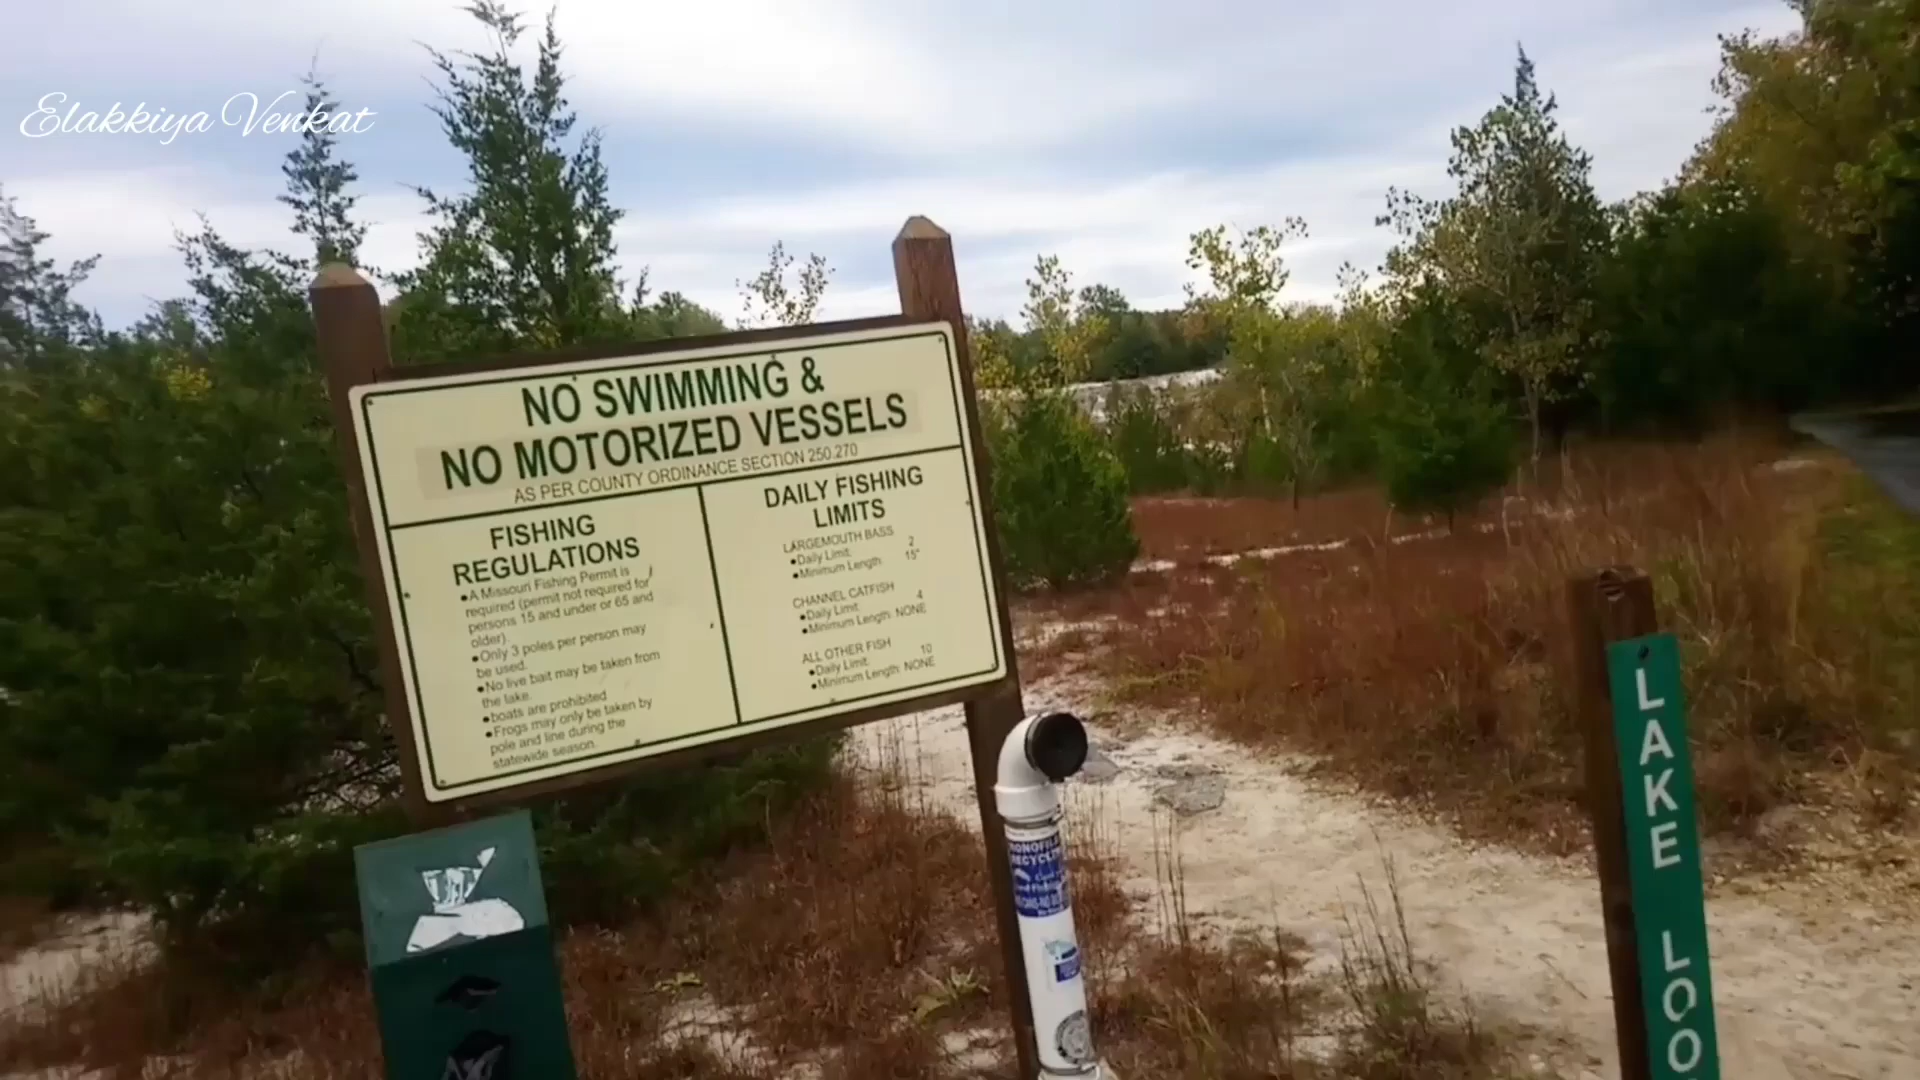 Elakkiya Venkat
NO SWIMMING &
NO MOTORIZED VESSELS
AS PER COUNTY ORDINANCE SECTION 250.270
FISHING
REGULATIONS
•A Missouri Fishing Permit is
required (permit not required for
persons 15 and under or 65 and
older).
•Only 3 poles per person may
be used.
•No live bait may be taken from
the lake.
•boats are prohibited
•Frogs may only be taken by
pole and line during the
statewide season.
DAILY FISHING
LIMITS
LARGEMOUTH BASS
•Daily Limit: 2
•Minimum Length: 15"
CHANNEL CATFISH
•Daily Limit: 4
•Minimum Length: NONE
ALL OTHER FISH
•Daily Limit: 10
•Minimum Length: NONE
LAKE LOO